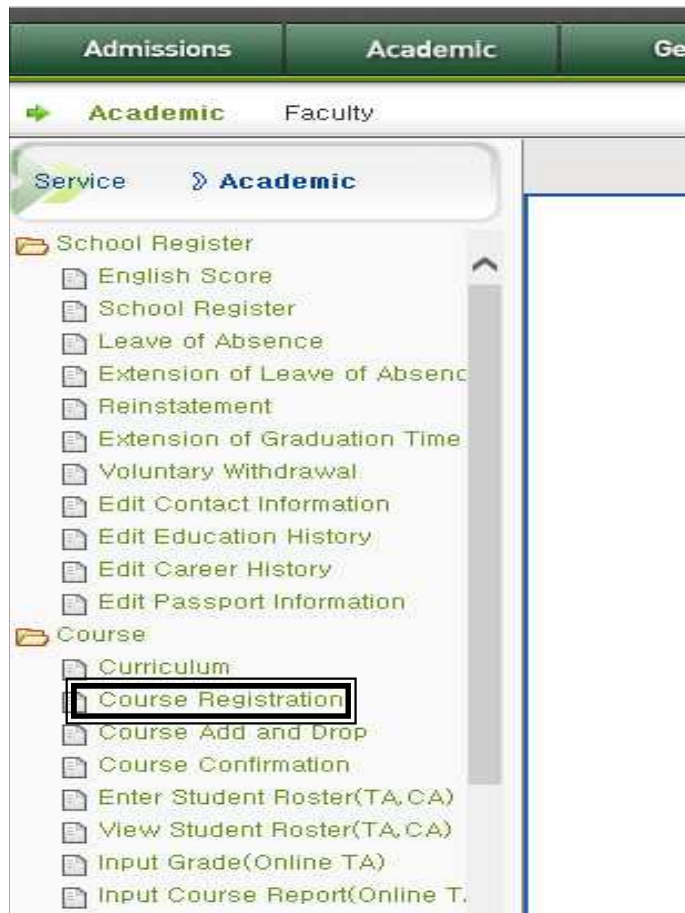 Admissions Academic Ge
Academic Faculty
Service Academic
School Register
English Score
School Register
Leave of Absence
Extension of Leave of Absenc
Reinstatement
Extension of Graduation Time
Voluntary Withdrawal
Edit Contact Information
Edit Education History
Edit Career History
Edit Passport Information
Course
Curriculum
Course Registration
Course Add and Drop
Course Confirmation
Enter Student Roster(TA,CA)
View Student Roster(TA,CA)
Input Grade(Online TA)
Input Course Report(Online T.